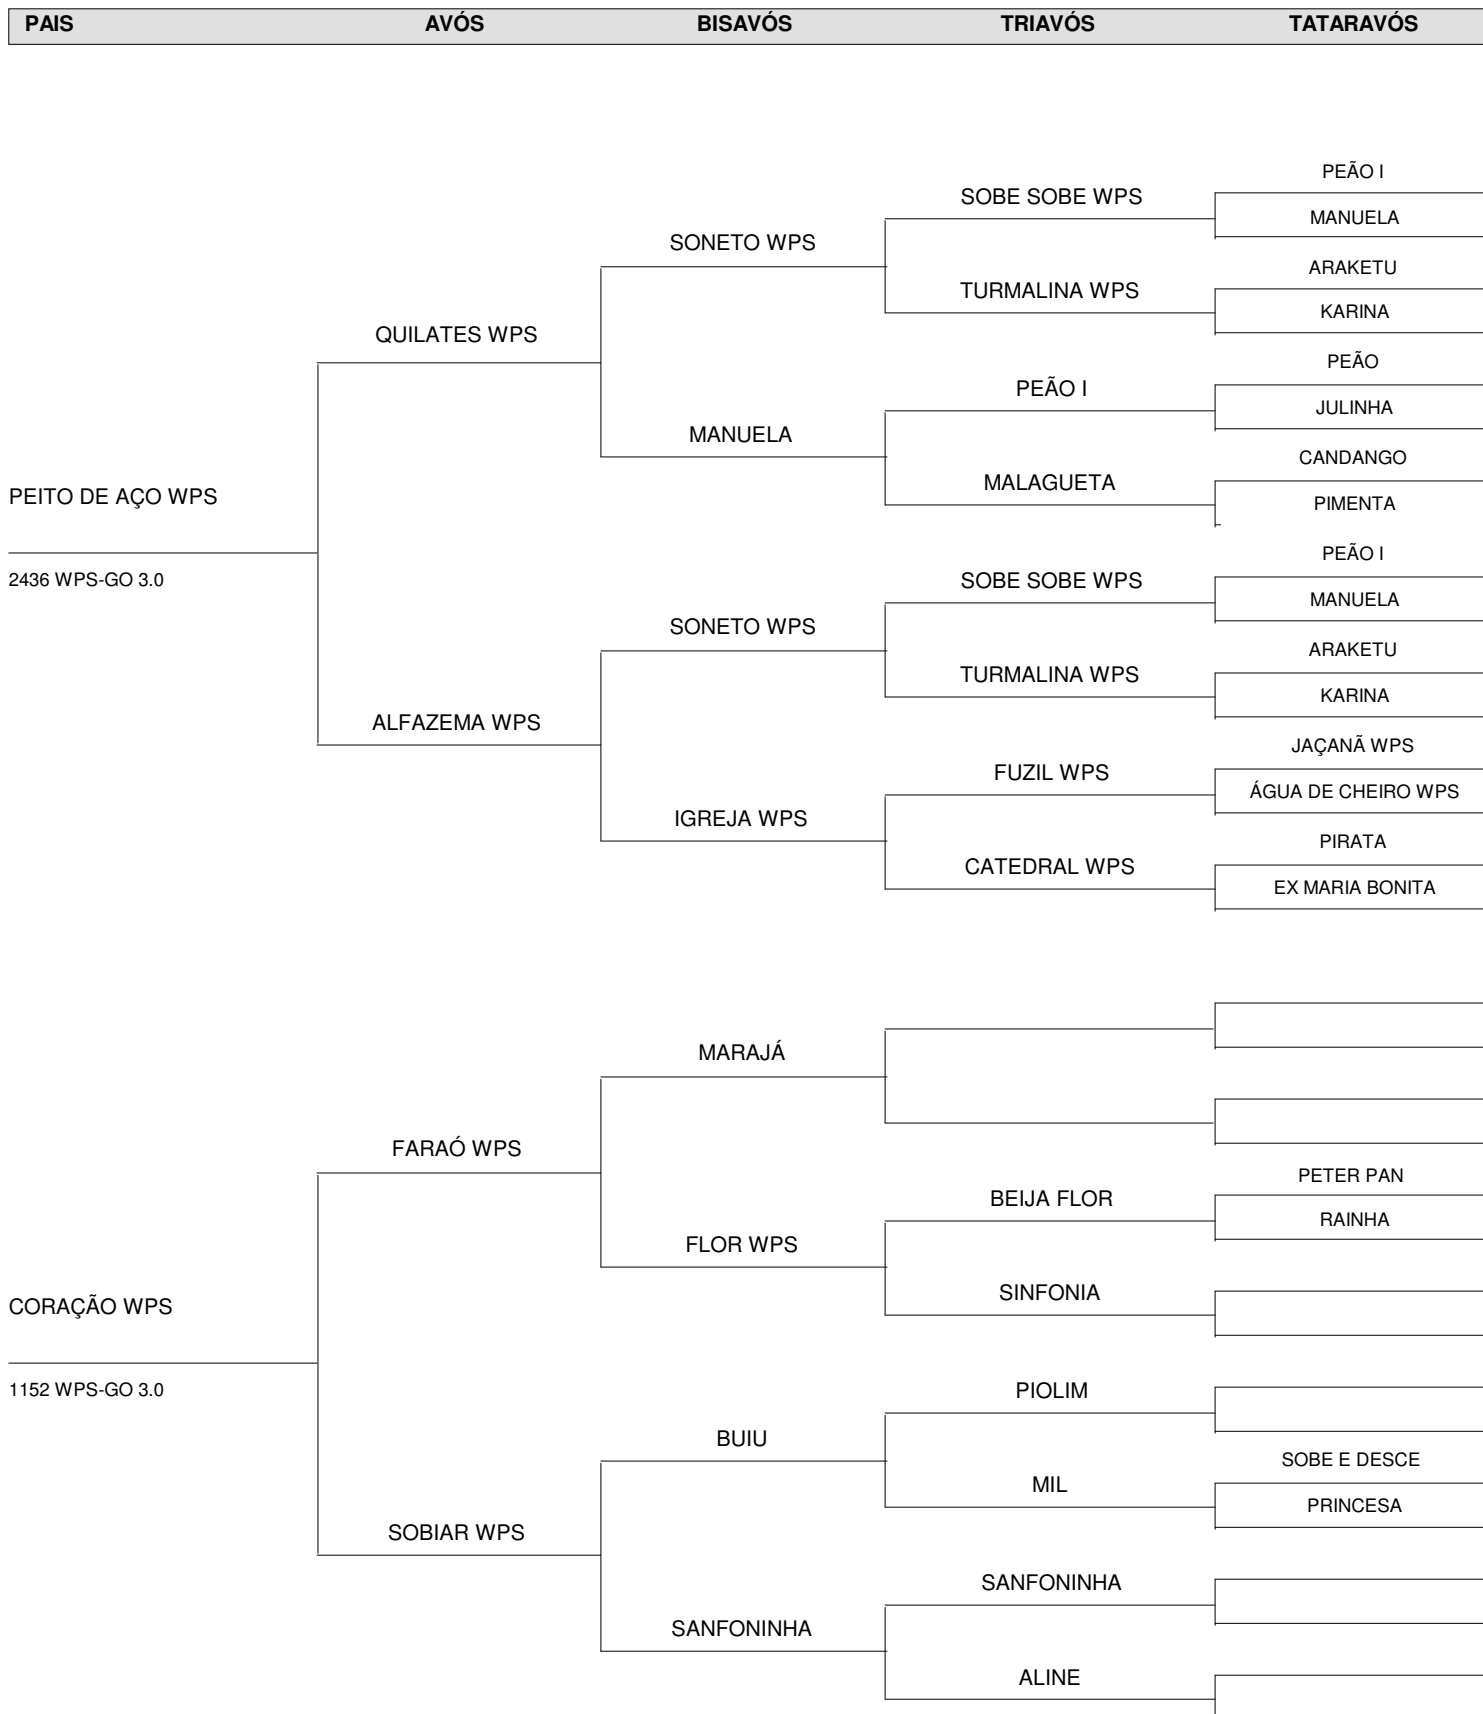 PAIS AVÓS BISAVÓS TRIAVÓS TATARAVÓS
PEÃO I
SOBE SOBE WPS
MANUELA
SONETO WPS
ARAKETU
TURMALINA WPS
KARINA
QUILATES WPS
PEÃO
PEÃO I
JULINHA
MANUELA
CANDANGO
MALAGUETA
PEITO DE AÇO WPS
PIMENTA
PEÃO I
2436 WPS-GO 3.0
SOBE SOBE WPS
MANUELA
SONETO WPS
ARAKETU
TURMALINA WPS
KARINA
ALFAZEMA WPS
JAÇANÃ WPS
FUZIL WPS
ÁGUA DE CHEIRO WPS
IGREJA WPS
PIRATA
CATEDRAL WPS
EX MARIA BONITA
MARAJÁ
FARAÓ WPS
PETER PAN
BEIJA FLOR
RAINHA
FLOR WPS
SINFONIA
CORAÇÃO WPS
1152 WPS-GO 3.0
PIOLIM
BUIU
SOBE E DESCE
MIL
PRINCESA
SOBIAR WPS
SANFONINHA
SANFONINHA
ALINE